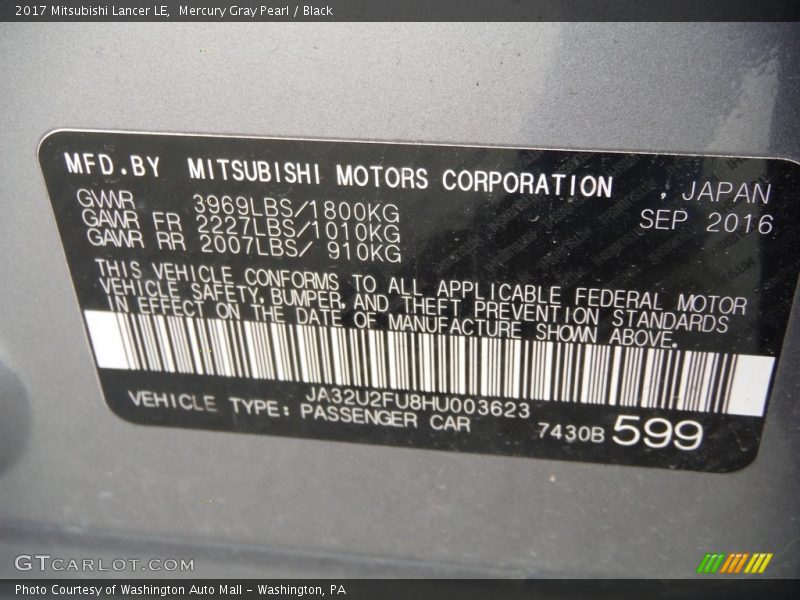 2017 Mitsubishi Lancer LE,  Mercury Gray Pearl / Black
MFD.BY MITSUBISHI MOTORS CORPORATION , JAPAN
SEP 2016
GVWR 3969LBS/1800KG
GAWR FR 2227LBS/1010KG
GAWR RR 2007LBS/ 910KG
THIS VEHICLE CONFORMS TO ALL APPLICABLE FEDERAL MOTOR
VEHICLE SAFETY, BUMPER, AND THEFT PREVENTION STANDARDS
IN EFFECT ON THE DATE OF MANUFACTURE SHOWN ABOVE.
JA32U2FU8HU003623
VEHICLE TYPE: PASSENGER CAR
7430B 599
GTCARLOT.COM
Photo Courtesy of Washington Auto Mall - Washington, PA